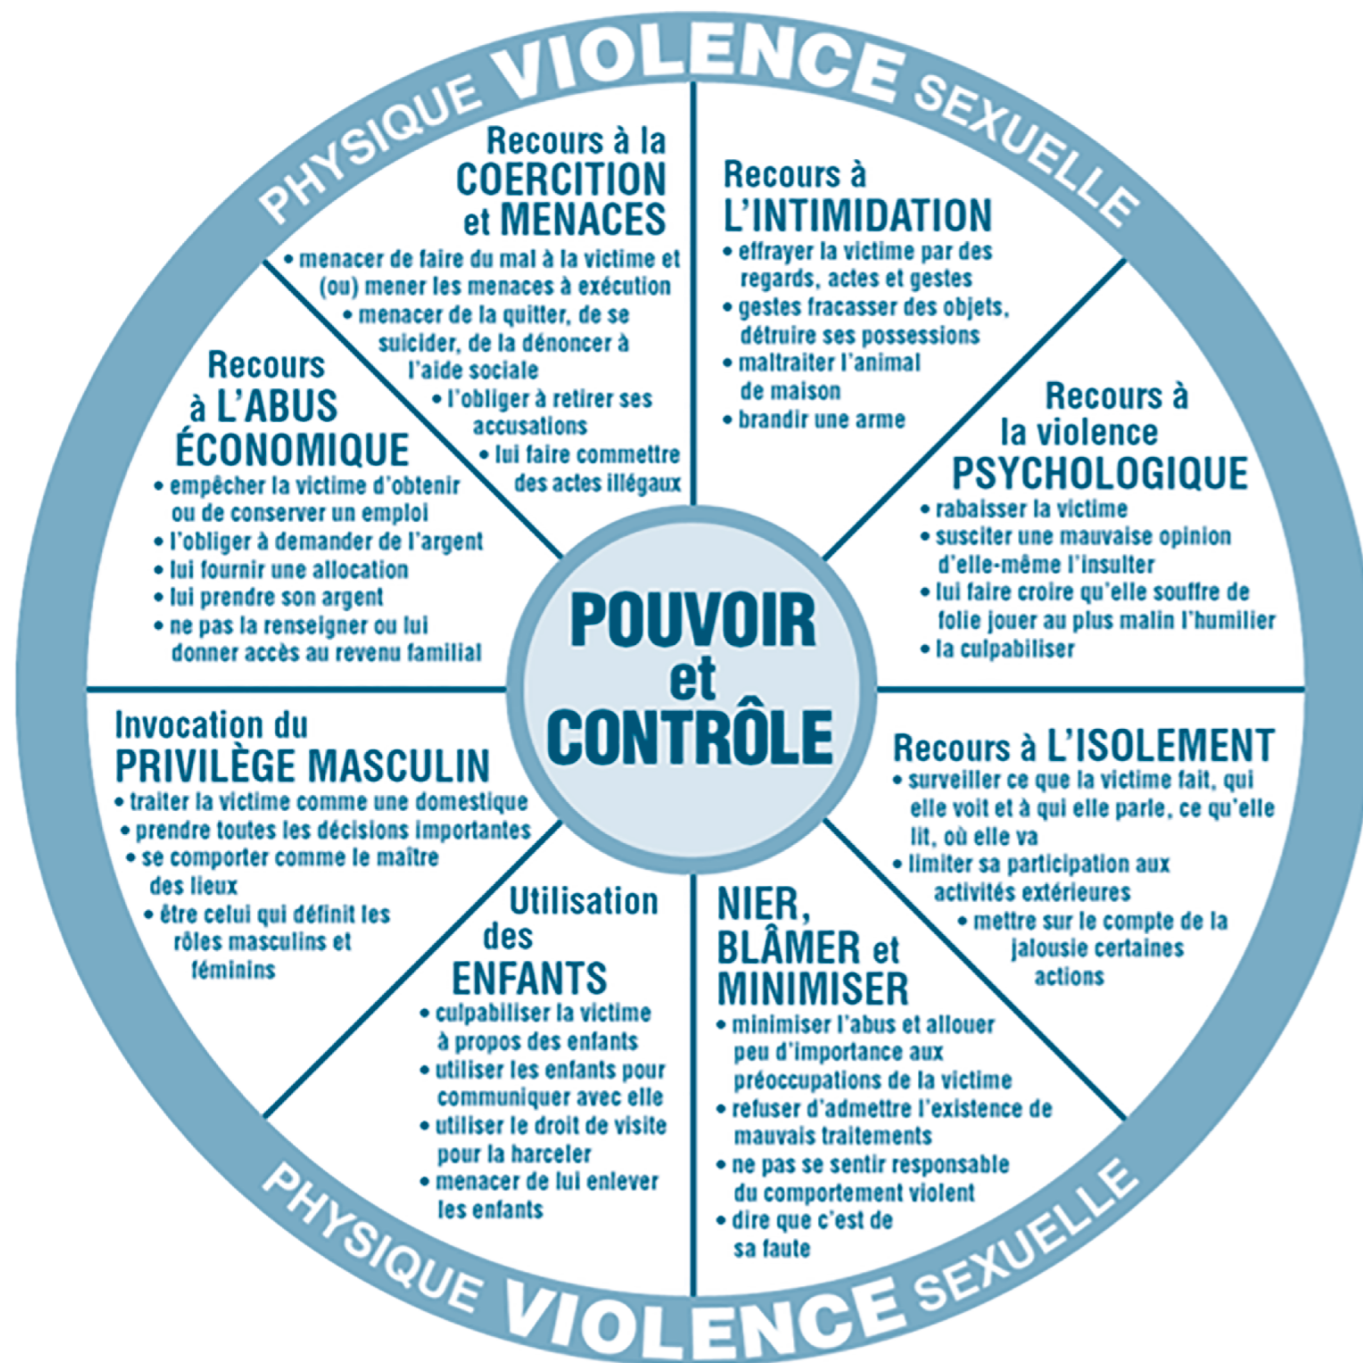 PHYSIQUE VIOLENCE SEXUELLE
Recours à la
COERCITION
et MENACES
• menacer de faire du mal à la victime et
(ou) mener les menaces à exécution
• menacer de la quitter, de se
suicider, de la dénoncer à
l'aide sociale
• l'obliger à retirer ses
accusations
• lui faire commettre
des actes illégaux
Recours à
L'INTIMIDATION
• effrayer la victime par des
regards, actes et gestes
• gestes fracasser des objets,
détruire ses possessions
• maltraiter l'animal
de maison
• brandir une arme
Recours à
la violence
PSYCHOLOGIQUE
• rabaisser la victime
• susciter une mauvaise opinion
d'elle-même l'insulter
• lui faire croire qu'elle souffre de
folie jouer au plus malin l'humilier
• la culpabiliser
Recours à L'ISOLEMENT
• surveiller ce que la victime fait, qui
elle voit et à qui elle parle, ce qu'elle
lit, où elle va
• limiter sa participation aux
activités extérieures
• mettre sur le compte de la
jalousie certaines
actions
NIER,
BLÂMER et
MINIMISER
• minimiser l'abus et allouer
peu d'importance aux
préoccupations de la victime
• refuser d'admettre l'existence de
mauvais traitements
• ne pas se sentir responsable
du comportement violent
• dire que c'est de
sa faute
Utilisation
des
ENFANTS
• culpabiliser la victime
à propos des enfants
• utiliser les enfants pour
communiquer avec elle
• utiliser le droit de visite
pour la harceler
• menacer de lui enlever
les enfants
Invocation du
PRIVILÈGE MASCULIN
• traiter la victime comme une domestique
• prendre toutes les décisions importantes
• se comporter comme le maître
des lieux
• être celui qui définit les
rôles masculins et
féminins
Recours
à L'ABUS
ÉCONOMIQUE
• empêcher la victime d'obtenir
ou de conserver un emploi
• l'obliger à demander de l'argent
• lui fournir une allocation
• lui prendre son argent
• ne pas la renseigner ou lui
donner accès au revenu familial
POUVOIR
et
CONTRÔLE
PHYSIQUE VIOLENCE SEXUELLE